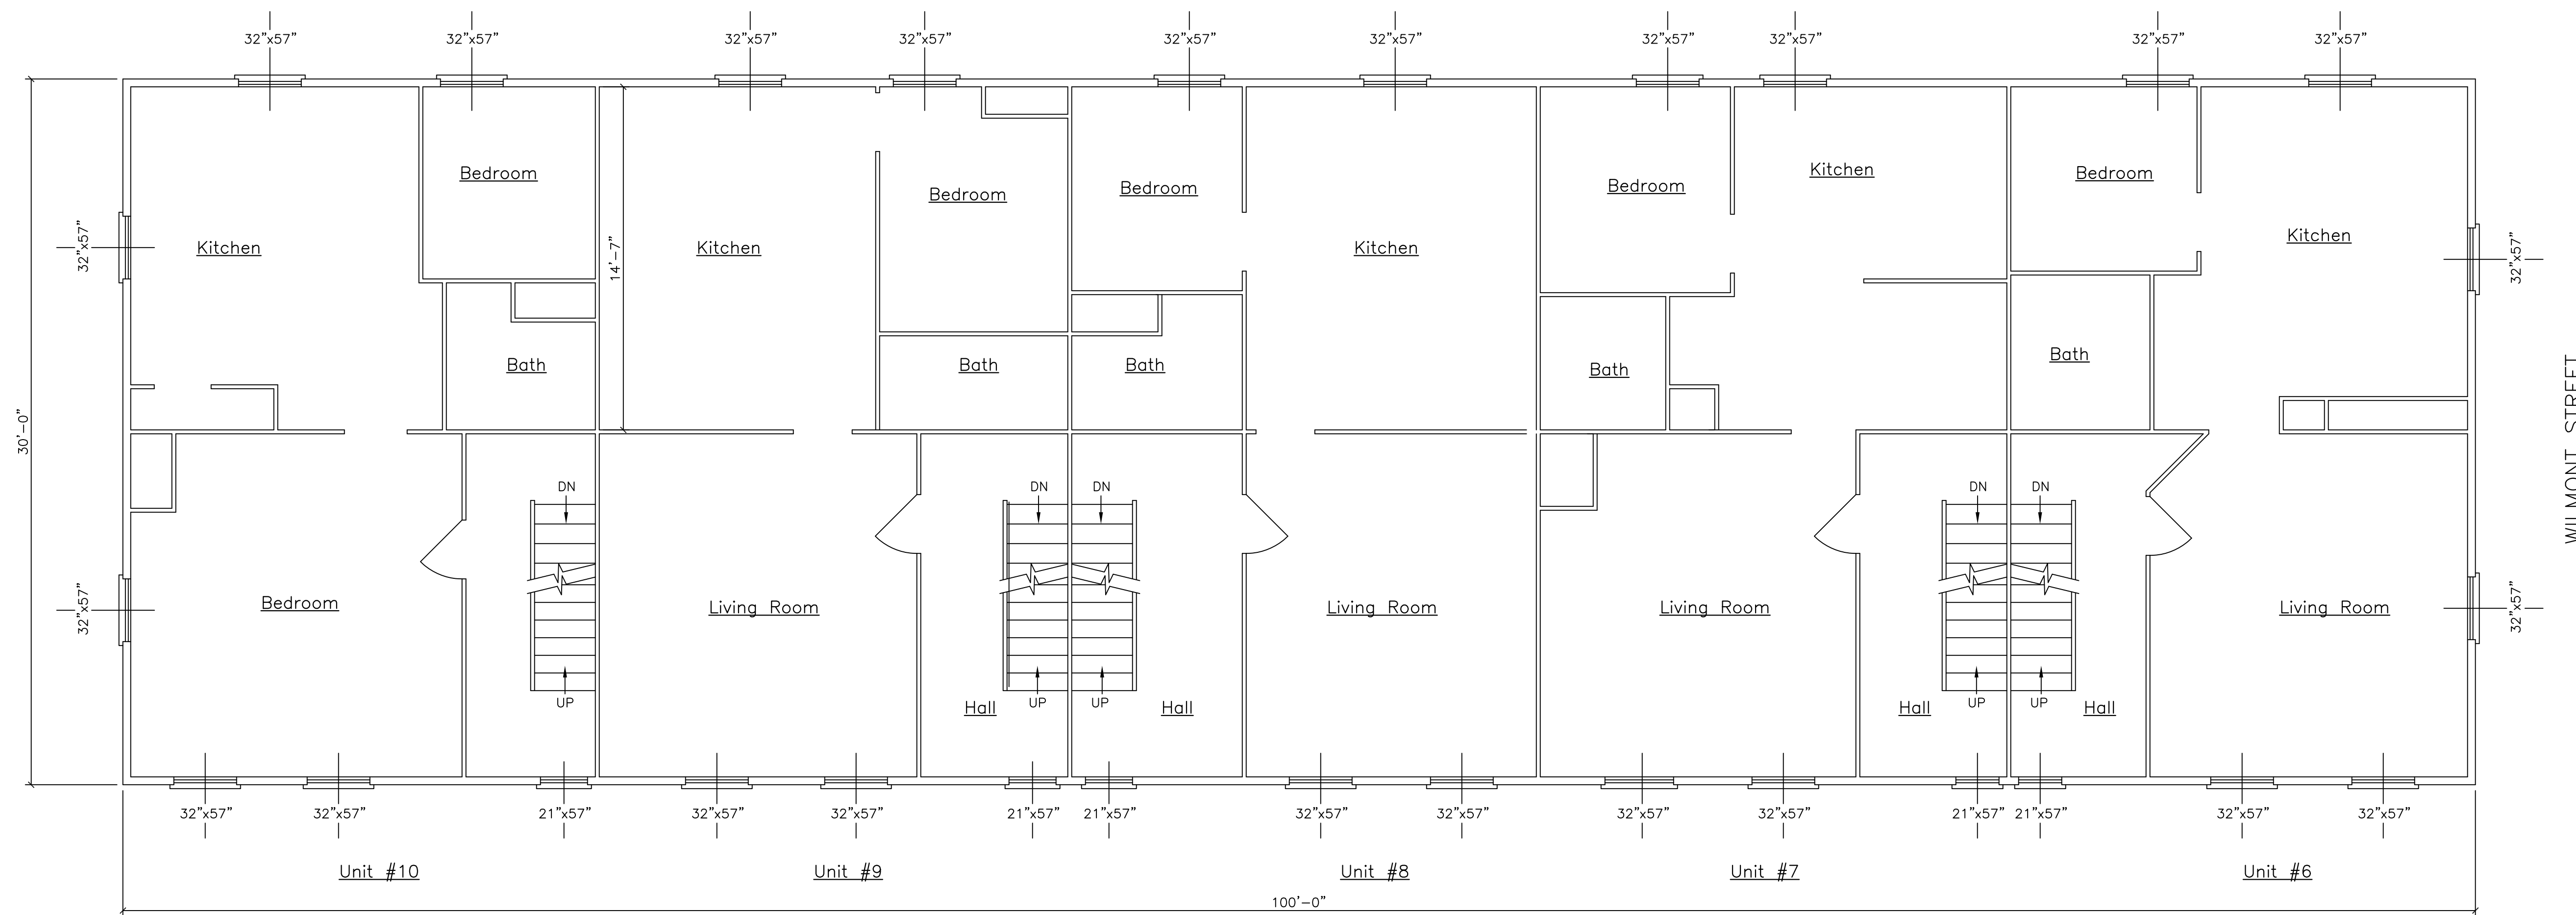 32”x57” 32”x57” 32”x57” 32”x57” 32”x57” 32”x57” 32”x57” 32”x57” 32”x57” 32”x57”
Kitchen
Bedroom
14'-7"
Kitchen
Bedroom
Bedroom
Kitchen
Bedroom
Kitchen
Bedroom
Kitchen
32”x57”
32”x57”
Bath
Bath
Bath
Bath
Bath
30'-0"
WILMONT STREET
DN
DN
DN
DN
DN
32”x57”
Bedroom
Living Room
Living Room
Living Room
Living Room
32”x57”
UP
Hall
UP
UP
Hall
Hall
UP
UP
Hall
32”x57” 32”x57” 21”x57” 32”x57” 32”x57” 21”x57” 21”x57” 32”x57” 32”x57” 32”x57” 32”x57” 21”x57” 21”x57” 32”x57” 32”x57”
Unit #10
Unit #9
Unit #8
Unit #7
Unit #6
100'-0"